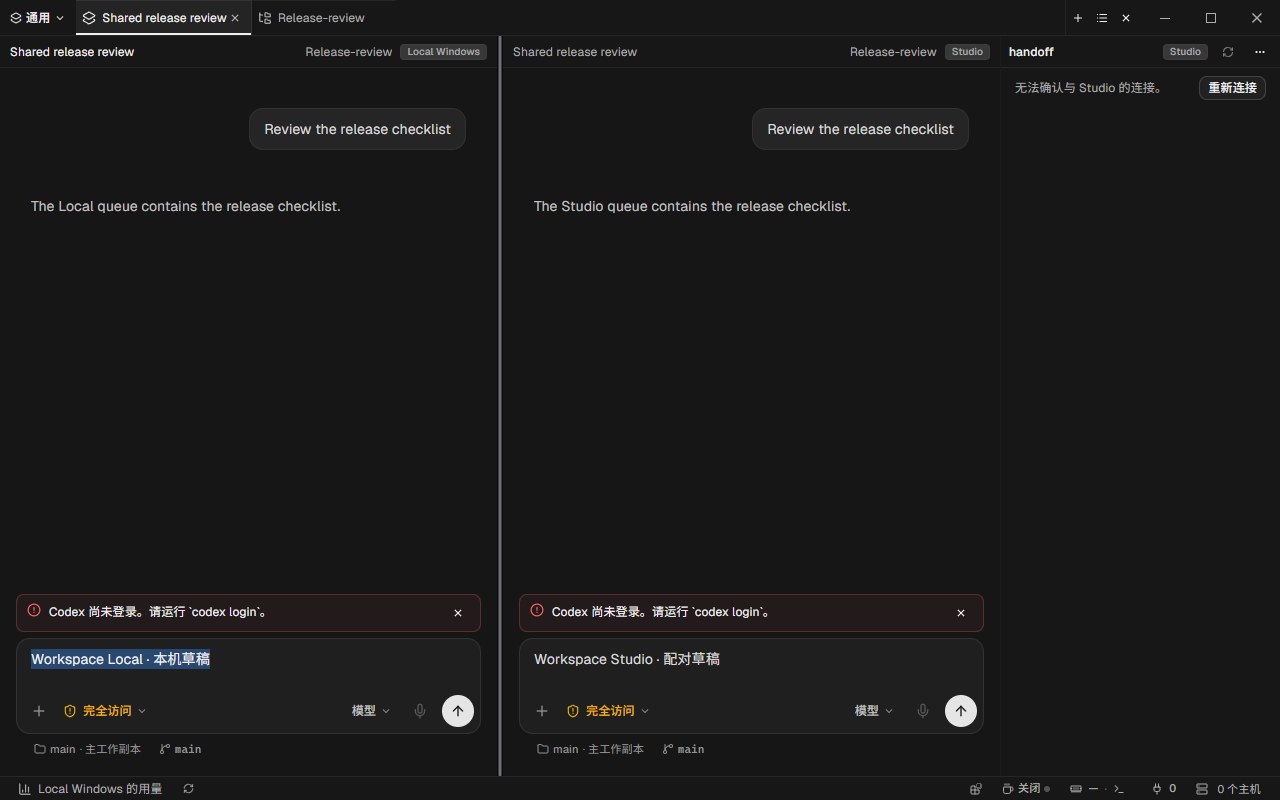 通用
Shared release review
Release-review
Shared release review
Release-review
Local Windows
Shared release review
Release-review
Studio
handoff
Studio
无法确认与 Studio 的连接。
重新连接
Review the release checklist
The Local queue contains the release checklist.
Review the release checklist
The Studio queue contains the release checklist.
Codex 尚未登录。请运行 `codex login`。
Workspace Local · 本机草稿
完全访问
模型
main · 主工作副本
main
Codex 尚未登录。请运行 `codex login`。
Workspace Studio · 配对草稿
完全访问
模型
main · 主工作副本
main
Local Windows 的用量
关闭
— ·
0
0 个主机